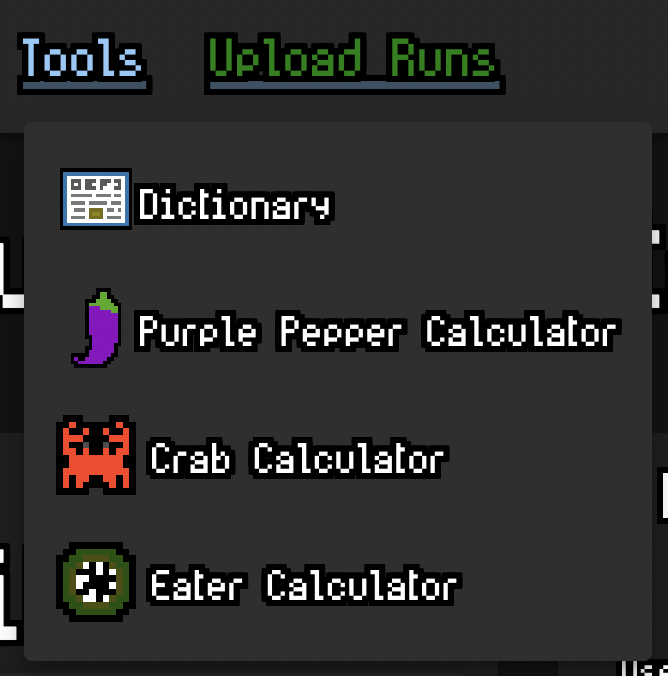 Tools Upload Runs
Dictionary
Purple Pepper Calculator
Crab Calculator
Eater Calculator